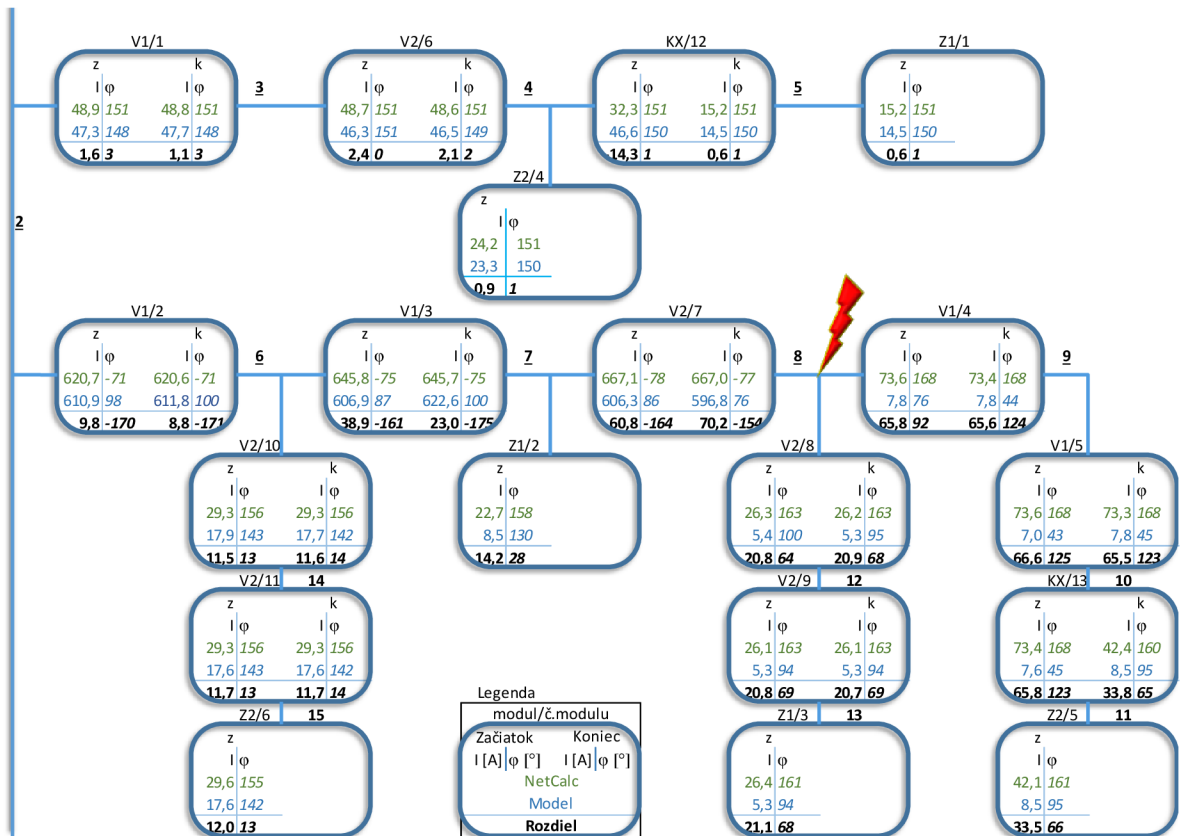 V1/1 V2/6 KX/12 Z1/1
z k z k z k z
I φ I φ I φ
3 4 5
48,9 151 48,8 151 48,7 151 48,6 151 32,3 151 15,2 151 15,2 151
47,3 148 47,7 148 46,3 151 46,5 149 46,6 150 14,5 150 14,5 150
1,6 3 1,1 3 2,4 0 2,1 2 -14,3 1 0,6 1 0,6 1
Z2/4
z
I φ
2
24,2 151
23,3 150
0,9 1
V1/2 V1/3 V2/7 V1/4
z k z k z k z k
I φ I φ I φ I φ I φ I φ I φ I φ
6 7 8 9
620,7 -71 620,6 -71 645,8 -75 645,7 -75 667,1 -78 667,0 -77 73,6 168 73,4 168
610,9 98 611,8 100 606,9 87 622,6 100 606,3 86 596,8 76 7,8 76 7,8 44
9,8 -170 8,8 -171 38,9 -161 23,0 -175 60,8 -164 70,2 -154 65,8 92 65,6 124
V2/10 Z1/2 V2/8 V1/5
z k z z k z k
I φ I φ I φ I φ I φ I φ I φ
29,3 156 29,3 156 22,7 158 26,3 163 26,2 163 73,6 168 73,3 168
17,9 143 17,7 142 8,5 130 5,4 100 5,3 95 7,0 43 7,8 45
11,5 13 11,6 14 14,2 28 20,8 64 20,9 68 66,6 125 65,5 123
V2/11 14 V2/9 12 KX/13 10
z k z k z k
I φ I φ I φ I φ I φ I φ
29,3 156 29,3 156 26,1 163 26,1 163 73,4 168 42,4 160
17,6 143 17,6 142 5,3 94 5,3 94 7,6 45 8,5 95
11,7 13 11,7 14 20,8 69 20,7 69 65,8 123 33,8 65
Z2/6 15 Z1/3 13 Z2/5 11
z z z
I φ I φ I φ
29,6 155 26,4 161 42,1 161
17,6 142 5,3 94 8,5 95
12,0 13 21,1 68 33,5 66
Legenda
modul/č.modulu
Začiatok Koniec
I [A] φ [°] I [A] φ [°]
NetCalc
Model
Rozdiel